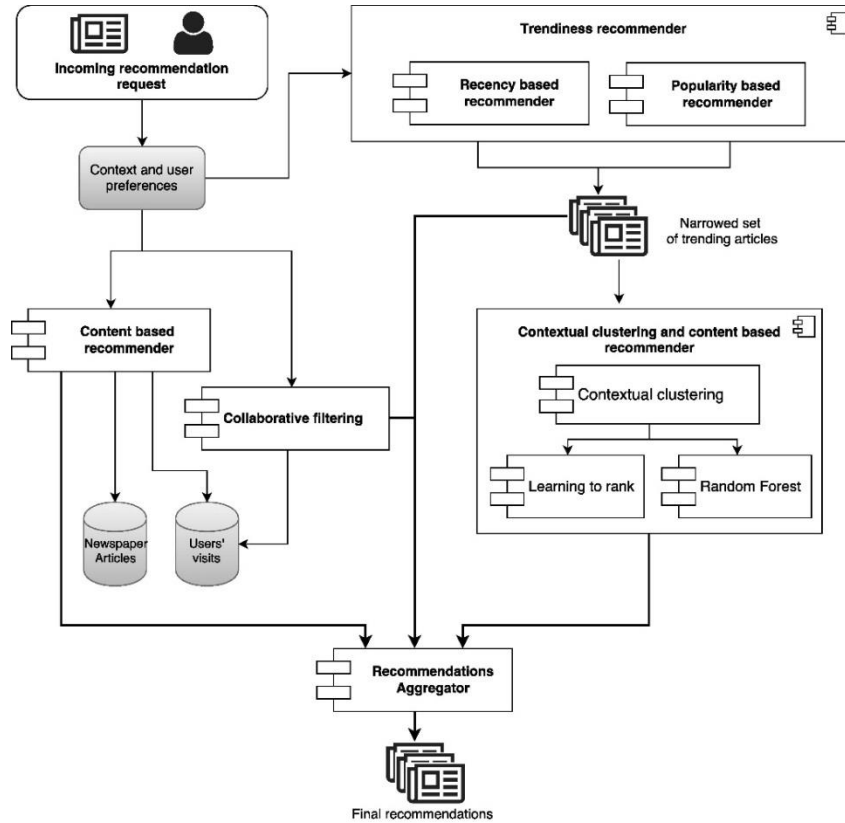 Incoming recommendation
request
Trendiness recommender
Recency based
recommender
Popularity based
recommender
Context and user
preferences
Narrowed set
of trending articles
Content based
recommender
Contextual clustering and content based
recommender
Contextual clustering
Collaborative filtering
Learning to rank
Random Forest
Newspaper
Articles
Users'
visits
Recommendations
Aggregator
Final recommendations